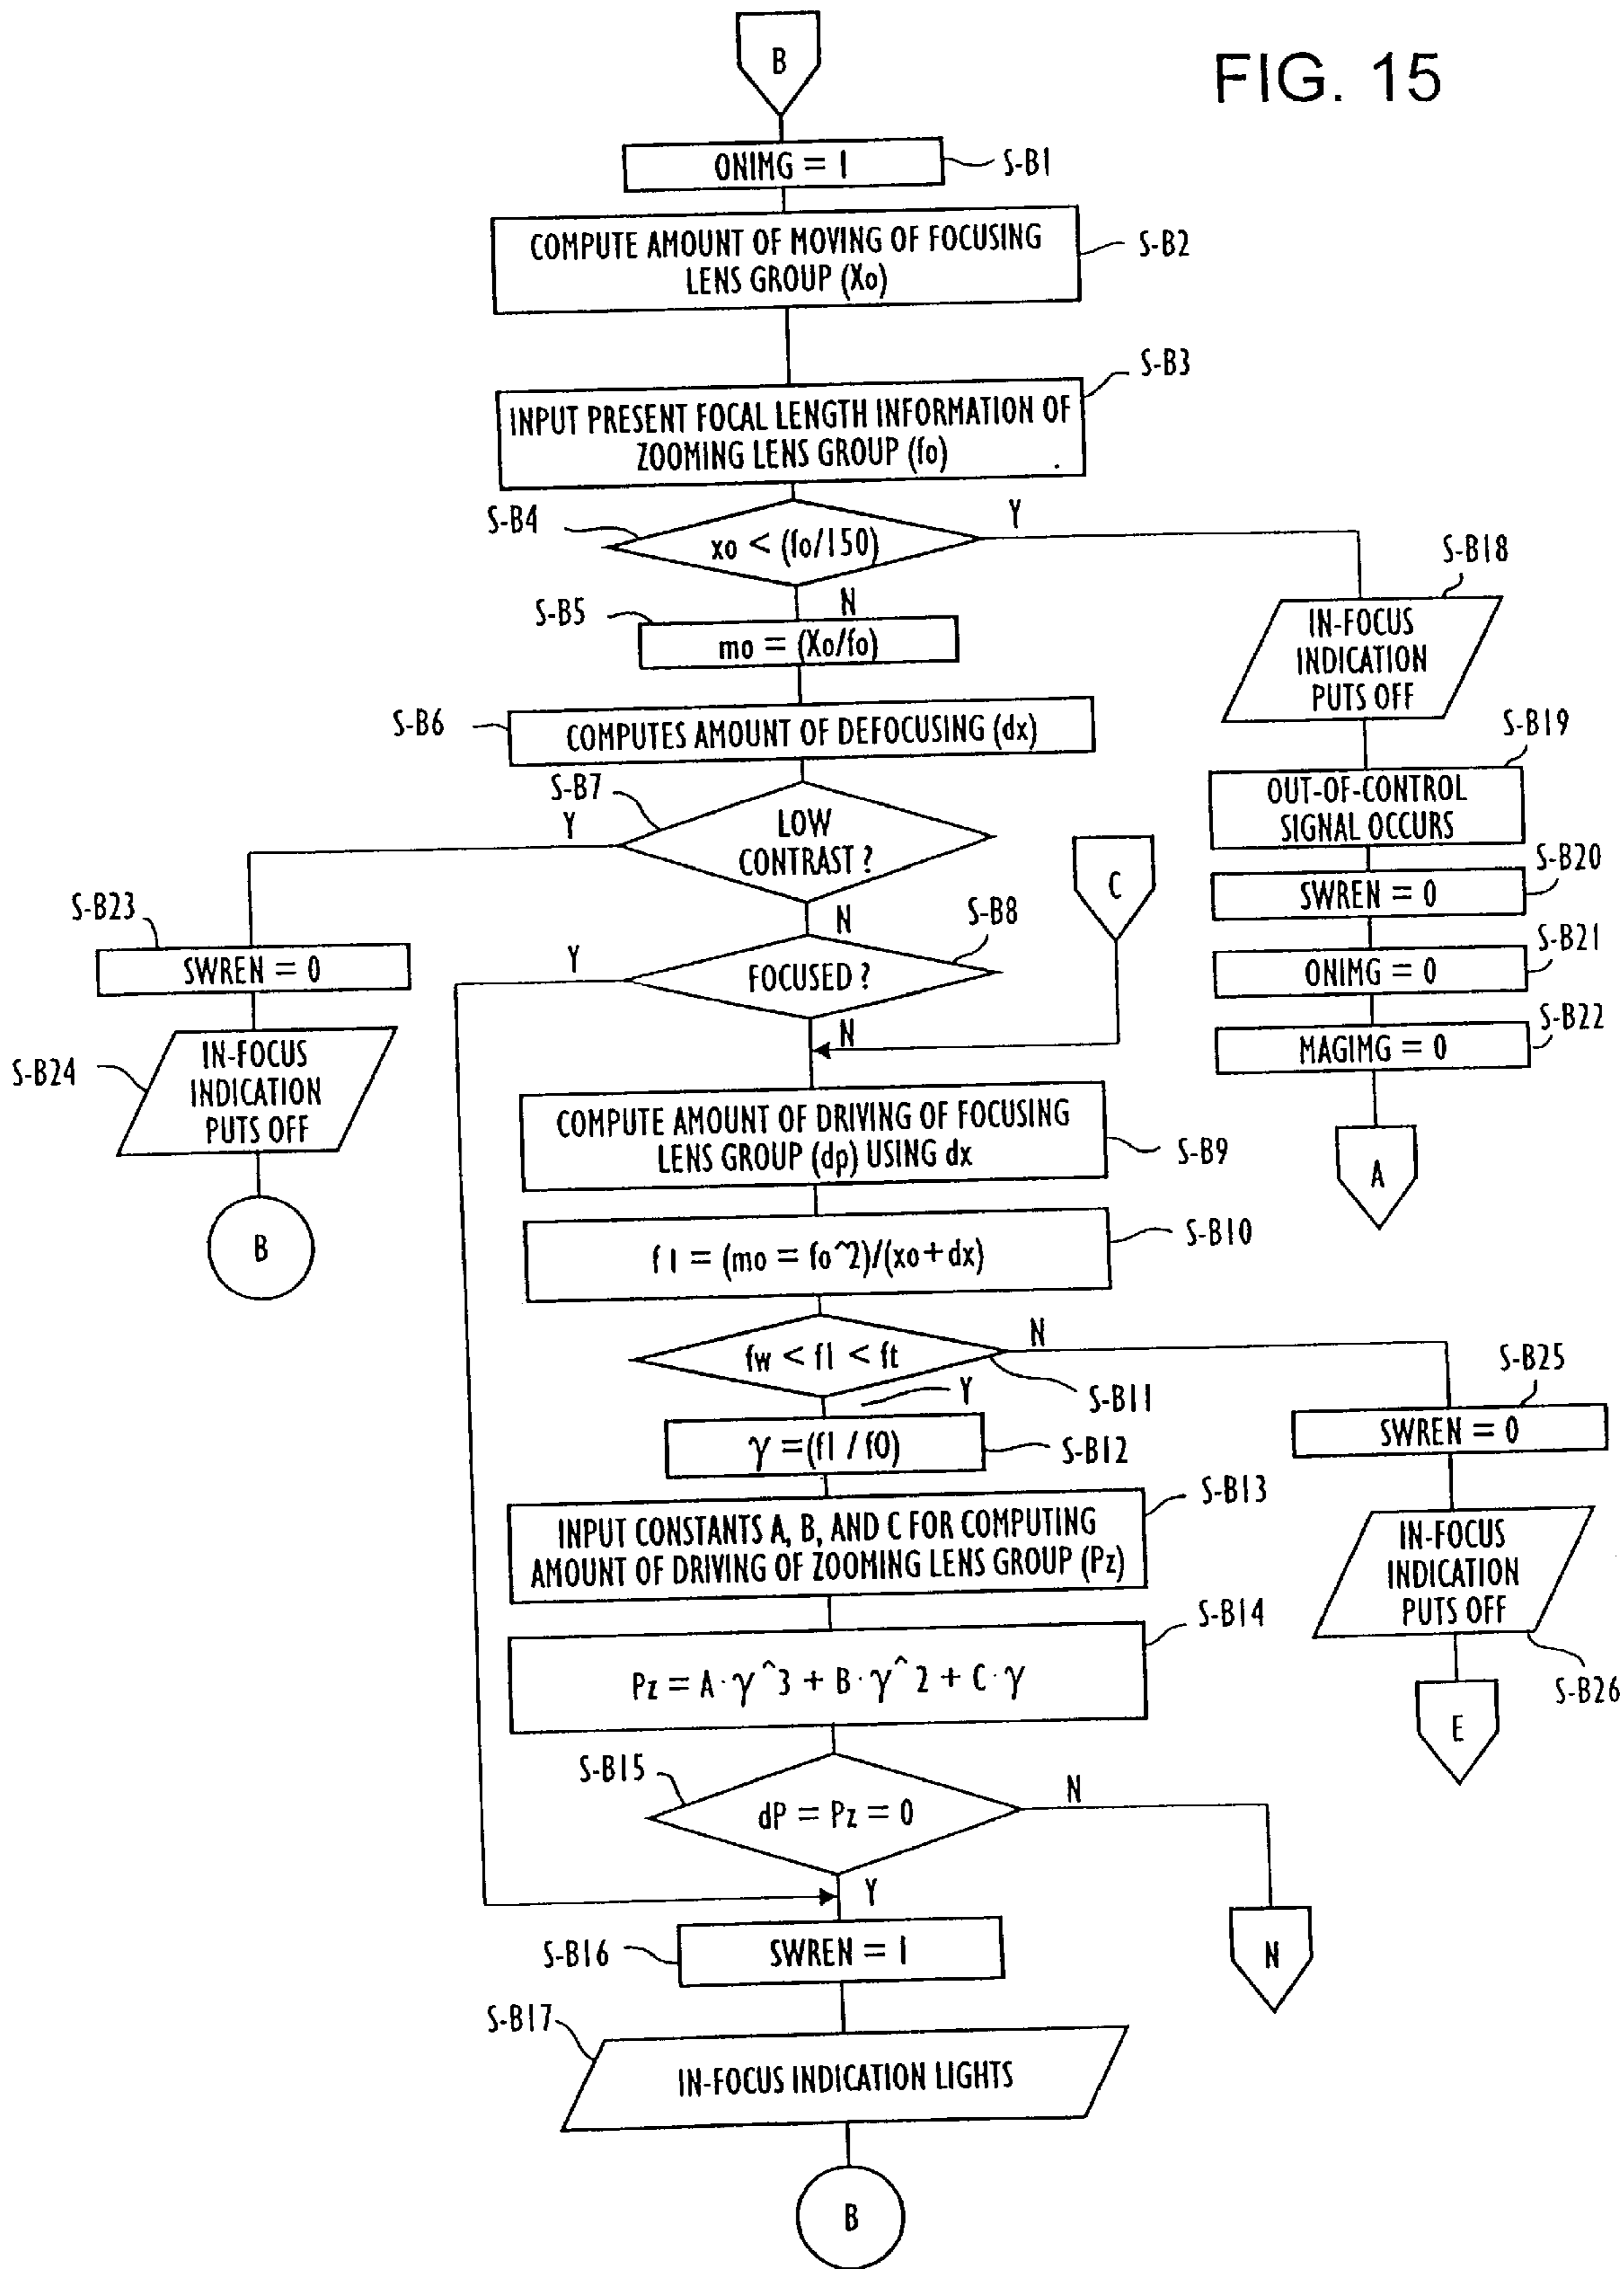 FIG. 15
B
ONIMG = 1
S-B1
COMPUTE AMOUNT OF MOVING OF FOCUSING
LENS GROUP (Xo)
S-B2
S-B3
INPUT PRESENT FOCAL LENGTH INFORMATION OF
ZOOMING LENS GROUP (fo)
S-B4
xo < (fo/150)
Y
N
S-B5
mo = (Xo/fo)
S-B6
COMPUTES AMOUNT OF DEFOCUSING (dx)
S-B7
Y
LOW
CONTRAST ?
N
S-B8
Y
FOCUSED ?
N
C
S-B18
IN-FOCUS
INDICATION
PUTS OFF
S-B19
OUT-OF-CONTROL
SIGNAL OCCURS
S-B20
SWREN = 0
S-B21
ONIMG = 0
S-B22
MAGIMG = 0
A
S-B23
SWREN = 0
S-B24
IN-FOCUS
INDICATION
PUTS OFF
B
COMPUTE AMOUNT OF DRIVING OF FOCUSING
LENS GROUP (dp) USING dx
S-B9
f1 = (mo = fo^2)/(xo+dx)
S-B10
fw < f1 < ft
N
S-B11
Y
γ =(f1 / f0)
S-B12
S-B13
INPUT CONSTANTS A, B, AND C FOR COMPUTING
AMOUNT OF DRIVING OF ZOOMING LENS GROUP (Pz)
S-B14
Pz = A·γ^3 + B·γ^2 + C·γ
S-B25
SWREN = 0
IN-FOCUS
INDICATION
PUTS OFF
S-B26
E
S-B15
dP = Pz = 0
N
Y
N
S-B16
SWREN = 1
S-B17
IN-FOCUS INDICATION LIGHTS
B